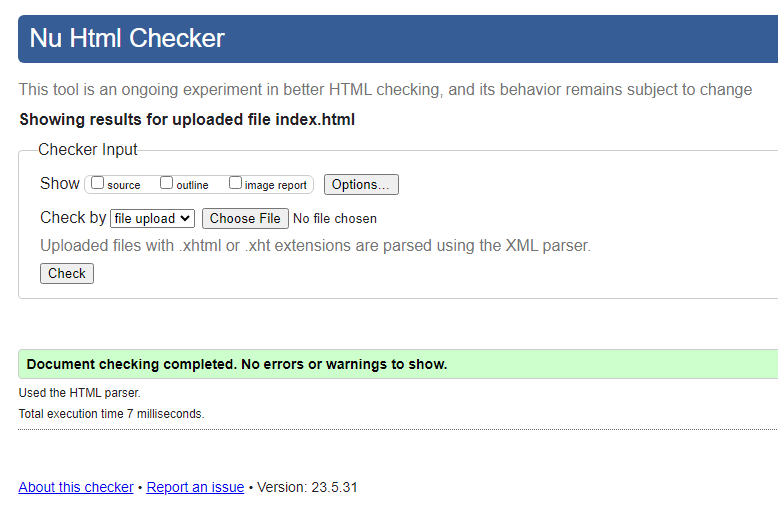 Nu Html Checker
This tool is an ongoing experiment in better HTML checking, and its behavior remains subject to change
Showing results for uploaded file index.html
Checker Input
Show source outline image report Options...
Check by file upload Choose File No file chosen
Uploaded files with .xhtml or .xht extensions are parsed using the XML parser.
Check
Document checking completed. No errors or warnings to show.
Used the HTML parser.
Total execution time 7 milliseconds.
About this checker • Report an issue • Version: 23.5.31